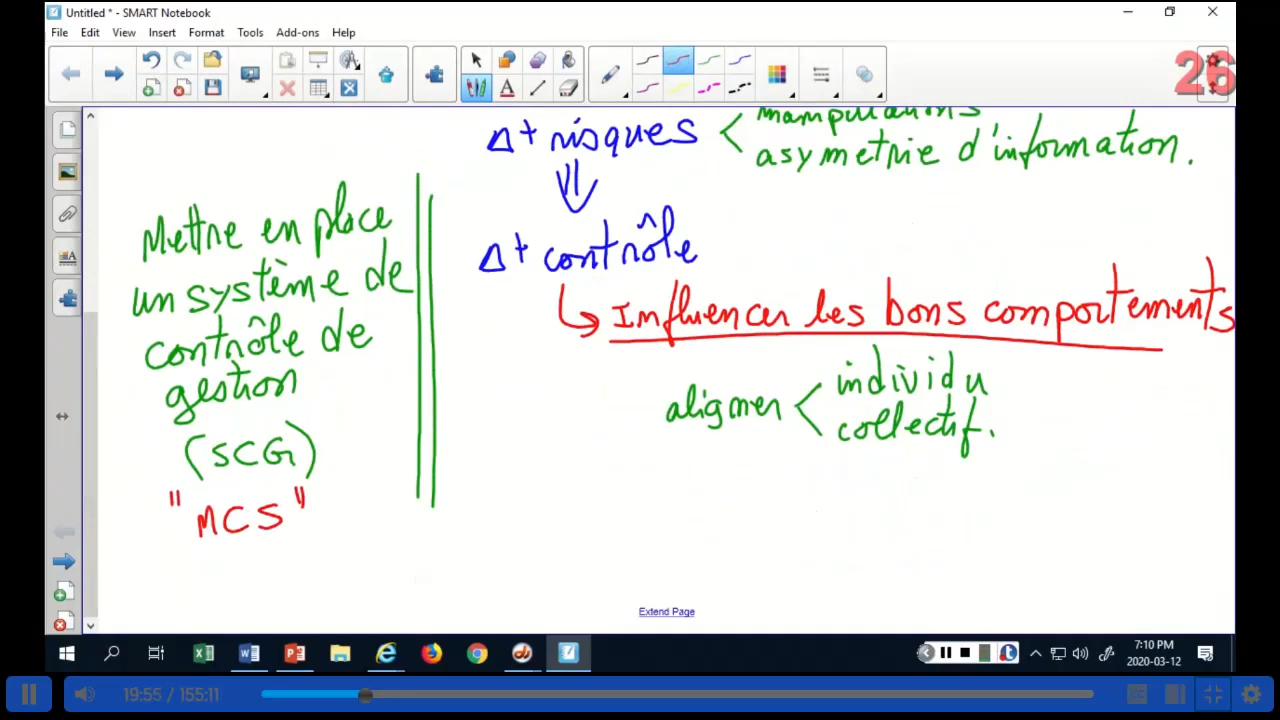 Untitled * - SMART Notebook
File Edit View Insert Format Tools Add-ons Help
26
manipulations
Δ+ risques < asymetrie d'information.
Δ+ contrôle
Influencer les bons comportements
aligner < individu
collectif.
Mettre en place
un système de
contrôle de
gestion
(SCG)
"MCS"
Extend Page
7:10 PM
2020-03-12
19:55 / 155:11